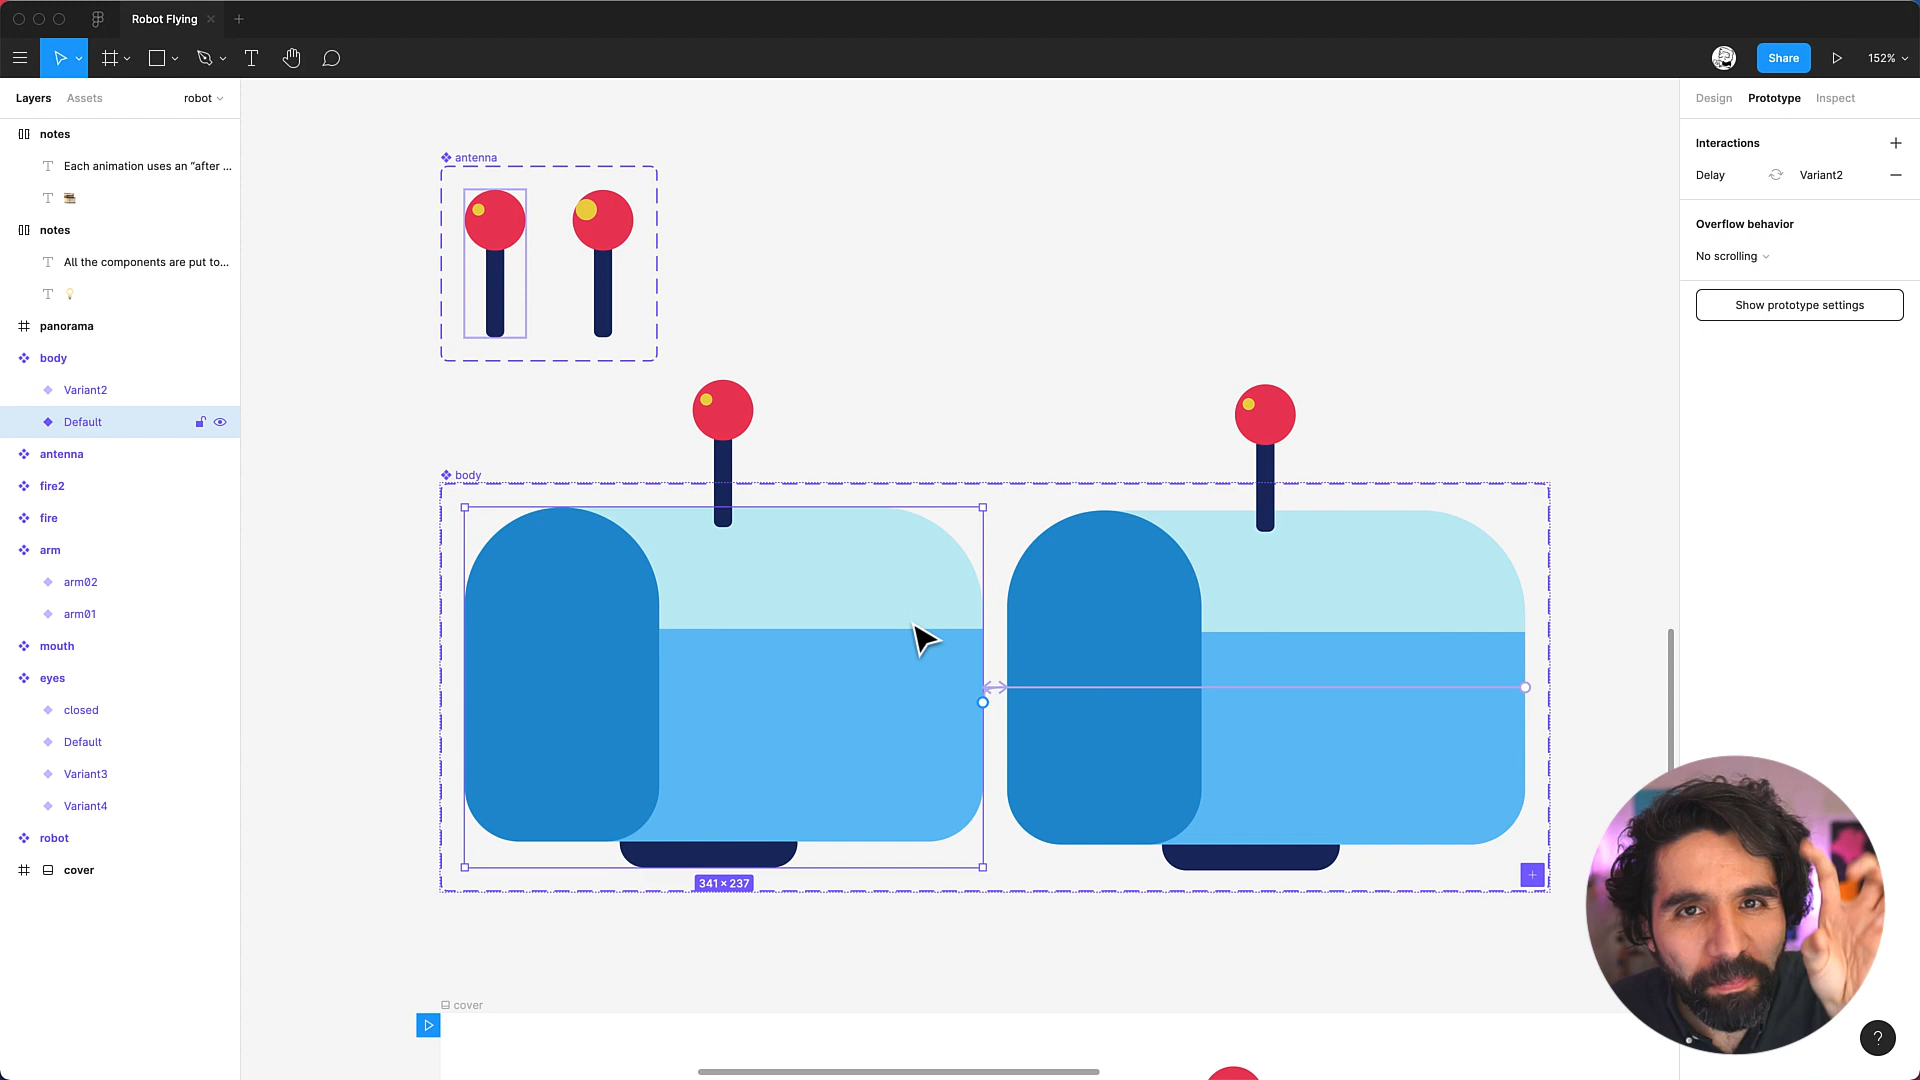 Robot Flying
Share
152%
Layers
Assets
robot
Design
Prototype
Inspect
notes
Each animation uses an “after ...
notes
All the components are put to...
panorama
body
Variant2
Default
antenna
fire2
fire
arm
arm02
arm01
mouth
eyes
closed
Default
Variant3
Variant4
robot
cover
antenna
body
341 × 237
cover
Interactions
Delay
Variant2
Overflow behavior
No scrolling
Show prototype settings
?